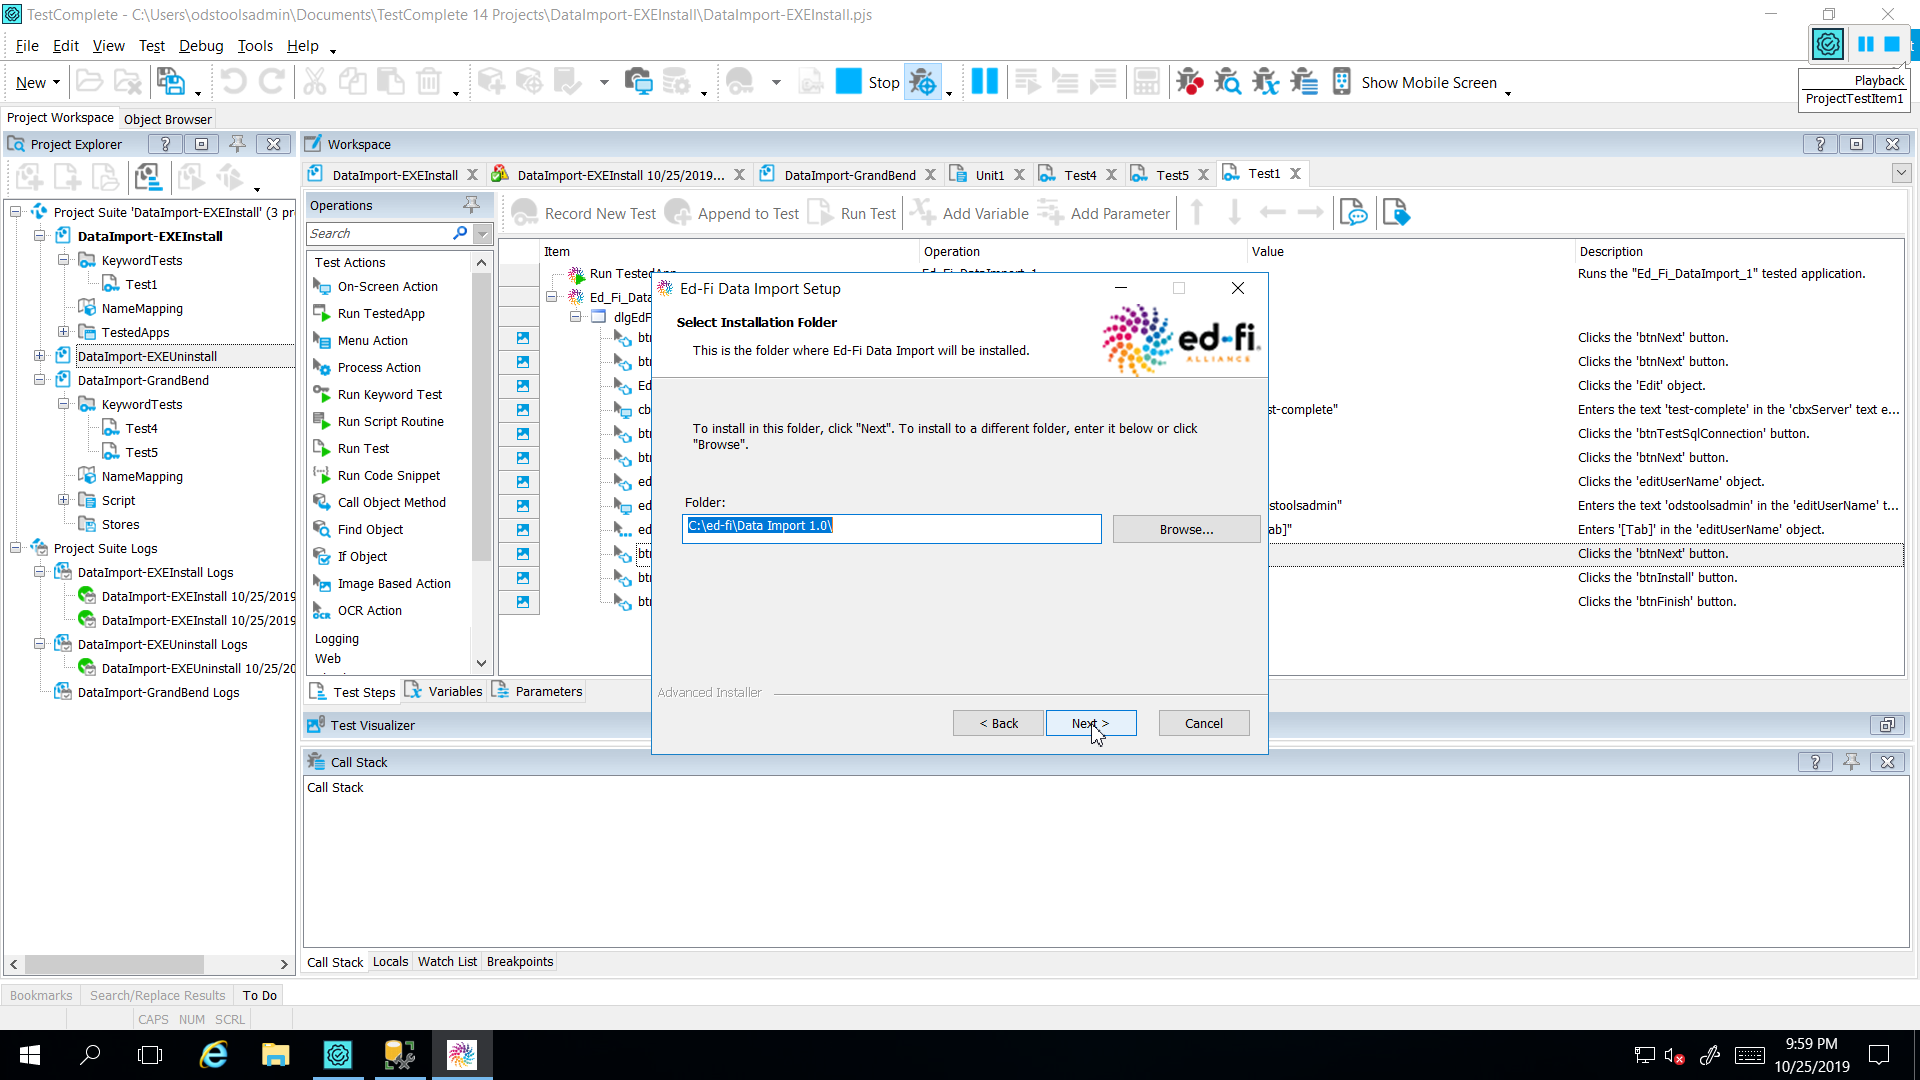 TestComplete - C:\Users\odstoolsadmin\Documents\TestComplete 14 Projects\DataImport-EXEInstall\DataImport-EXEInstall.pjs
File Edit View Test Debug Tools Help
New Stop Show Mobile Screen
Playback
ProjectTestItem1
Project Workspace Object Browser
Project Explorer
Workspace
DataImport-EXEInstall DataImport-EXEInstall 10/25/2019... DataImport-GrandBend Unit1 Test4 Test5 Test1
Operations
Search
Record New Test Append to Test Run Test Add Variable Add Parameter
Project Suite 'DataImport-EXEInstall' (3 pr
DataImport-EXEInstall
KeywordTests
Test1
NameMapping
TestedApps
DataImport-EXEUninstall
DataImport-GrandBend
KeywordTests
Test4
Test5
NameMapping
Script
Stores
Project Suite Logs
DataImport-EXEInstall Logs
DataImport-EXEInstall 10/25/2019
DataImport-EXEInstall 10/25/2019
DataImport-EXEUninstall Logs
DataImport-EXEUninstall 10/25/20
DataImport-GrandBend Logs
Test Actions
On-Screen Action
Run TestedApp
Menu Action
Process Action
Run Keyword Test
Run Script Routine
Run Test
Run Code Snippet
Call Object Method
Find Object
If Object
Image Based Action
OCR Action
Logging
Web
Item Operation Value Description
Run TestedApp Ed_Fi_DataImport_1 Runs the "Ed_Fi_DataImport_1" tested application.
Ed_Fi_Data
dlgEdF
btn Clicks the 'btnNext' button.
btn Clicks the 'btnNext' button.
Ed Clicks the 'Edit' object.
cb st-complete" Enters the text 'test-complete' in the 'cbxServer' text e...
btn Clicks the 'btnTestSqlConnection' button.
btn Clicks the 'btnNext' button.
ed Clicks the 'editUserName' object.
ed stoolsadmin" Enters the text 'odstoolsadmin' in the 'editUserName' t...
ed ab]" Enters '[Tab]' in the 'editUserName' object.
btn Clicks the 'btnNext' button.
btn Clicks the 'btnInstall' button.
btn Clicks the 'btnFinish' button.
Ed-Fi Data Import Setup
Select Installation Folder
This is the folder where Ed-Fi Data Import will be installed.
ed-fi
ALLIANCE
To install in this folder, click "Next". To install to a different folder, enter it below or click
"Browse".
Folder:
C:\ed-fi\Data Import 1.0\
Browse...
Advanced Installer
< Back Next > Cancel
Test Steps Variables Parameters
Test Visualizer
Call Stack
Call Stack
Call Stack Locals Watch List Breakpoints
Bookmarks Search/Replace Results To Do
CAPS NUM SCRL
9:59 PM
10/25/2019